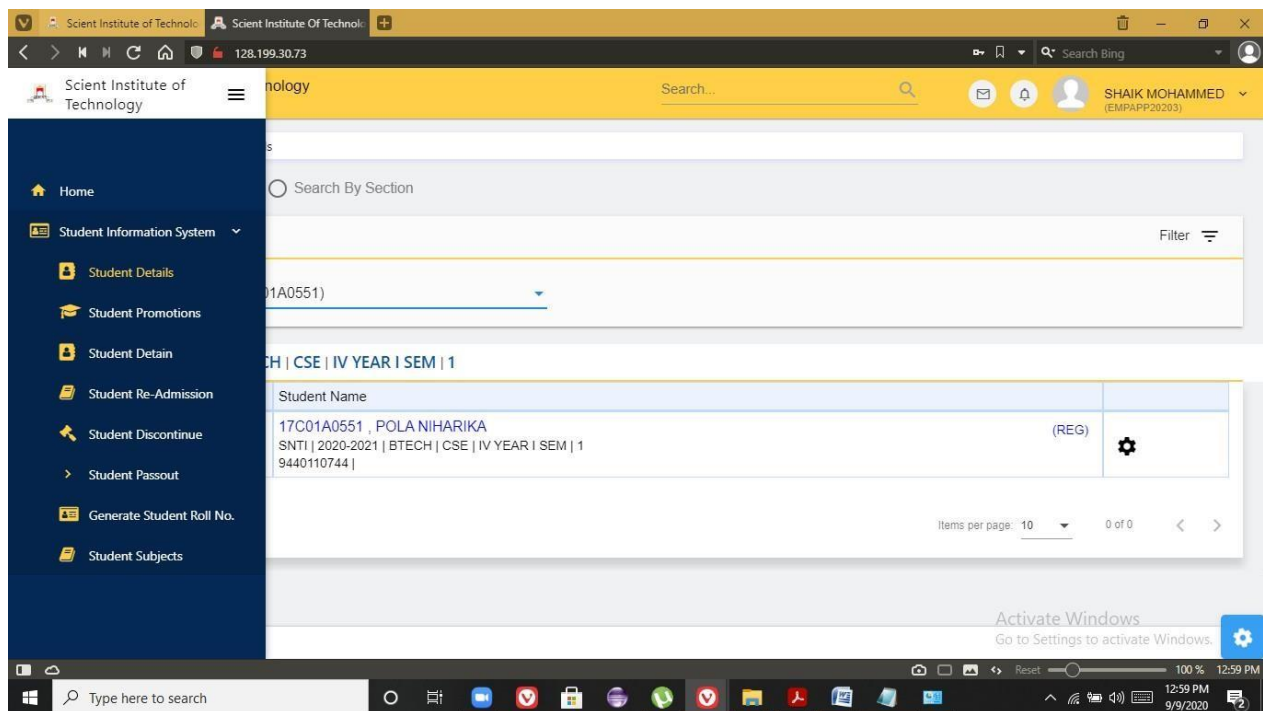 Scient Institute of Technolo
Scient Institute Of Technolo
128.199.30.73
Search Bing
Scient Institute of
Technology
nology
Search...
SHAIK MOHAMMED
(EMPAPP20203)
s
Home
Search By Section
Student Information System
Filter
Student Details
01A0551)
Student Promotions
Student Detain
CH | CSE | IV YEAR I SEM | 1
Student Re-Admission
Student Name
Student Discontinue
17C01A0551 , POLA NIHARIKA
(REG)
SNTI | 2020-2021 | BTECH | CSE | IV YEAR I SEM | 1
9440110744 |
Student Passout
Generate Student Roll No.
Items per page: 10
0 of 0
Student Subjects
Activate Windows
Go to Settings to activate Windows.
Reset
100 %
12:59 PM
Type here to search
12:59 PM
9/9/2020
2